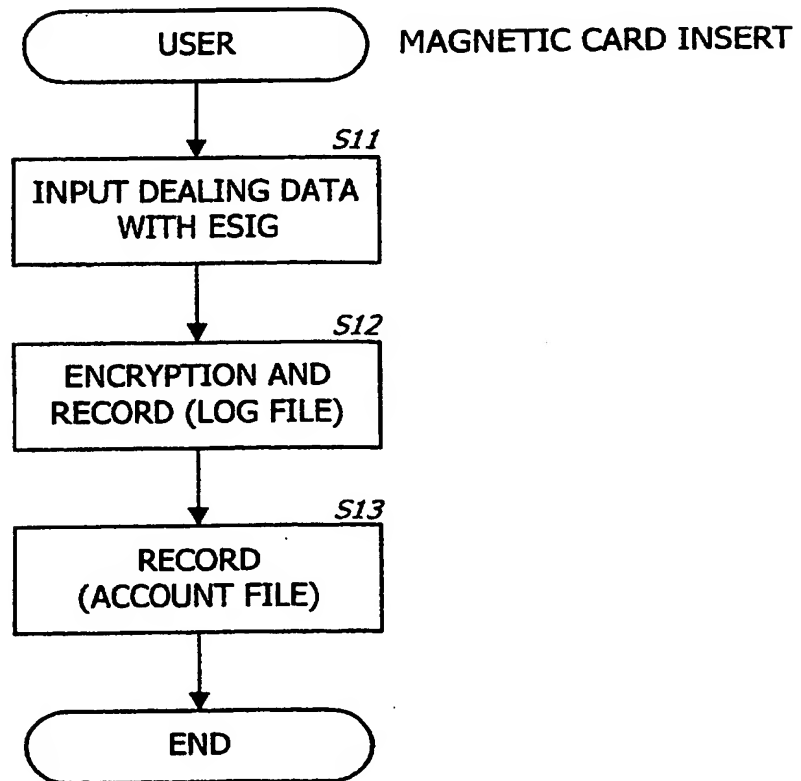 USER
MAGNETIC CARD INSERT
S11
INPUT DEALING DATA
WITH ESIG
S12
ENCRYPTION AND
RECORD (LOG FILE)
S13
RECORD
(ACCOUNT FILE)
END